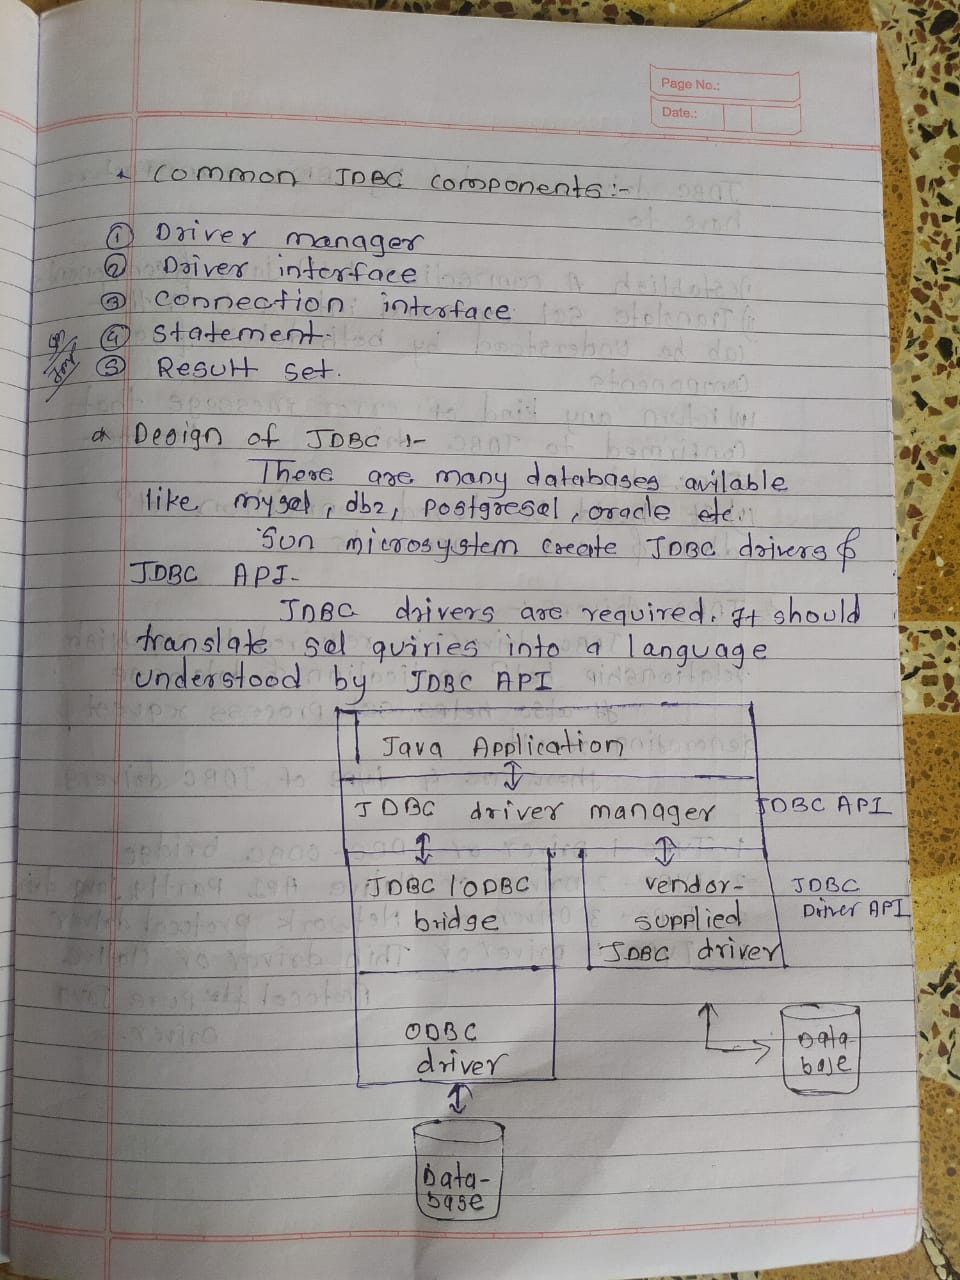 Page No.:
Date.:
* Common JDBC components:-
① Driver manager
② Driver interface
③ connection interface
④ statement
⑤ Result set.
* Design of JDBC :-
There are many databases avilable
like mysql, db2, postgresql, oracle etc.
Sun microsystem create JDBC drivers &
JDBC API.
JDBC drivers are required. It should
translate sql quiries into a language
understood by JDBC API
Java Application
JDBC driver manager JDBC API
JDBC/ODBC vendor- JDBC
bridge supplied Driver API
JDBC driver
ODBC
driver
Data-
base
Data-
base